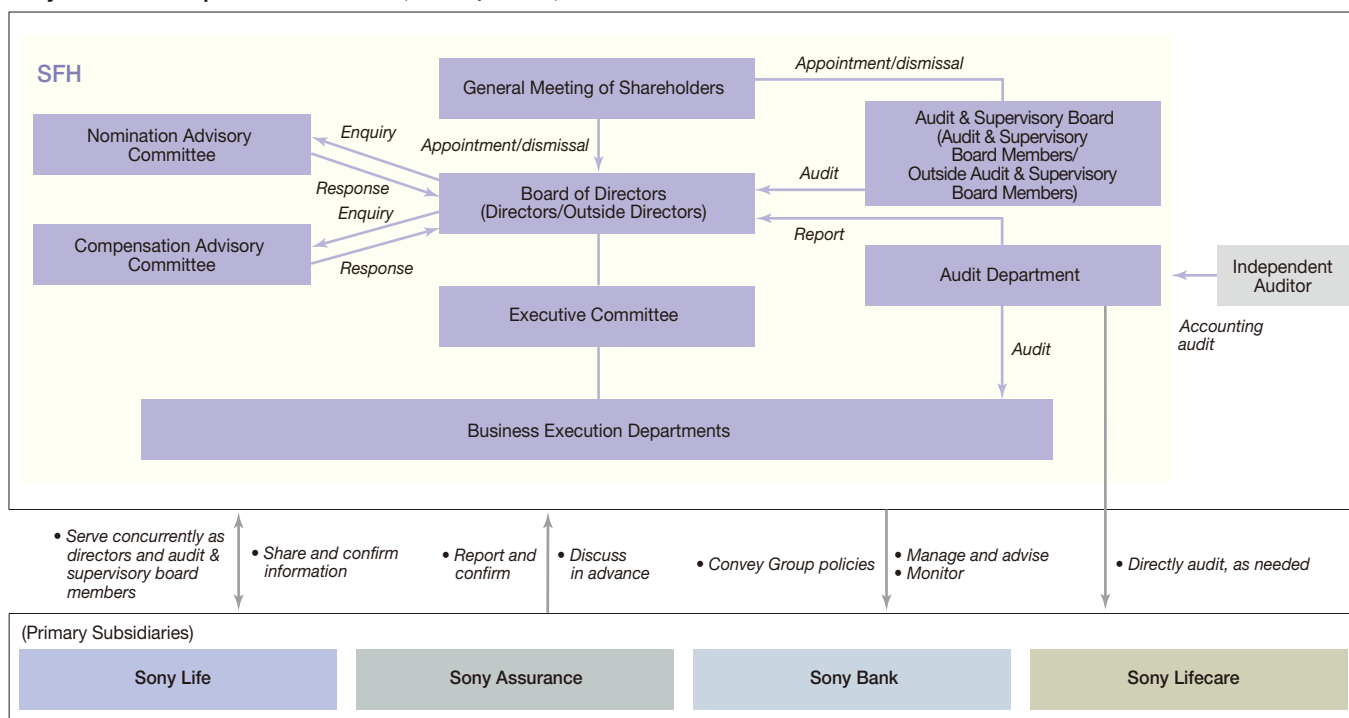 SFH
General Meeting of Shareholders
Appointment/dismissal
Nomination Advisory
Committee
Enquiry
Appointment/dismissal
Audit & Supervisory Board
(Audit & Supervisory
Board Members/
Outside Audit & Supervisory
Board Members)
Response
Enquiry
Board of Directors
(Directors/Outside Directors)
Audit
Report
Compensation Advisory
Committee
Response
Audit Department
Independent
Auditor
Executive Committee
Audit
Accounting
audit
Business Execution Departments
• Serve concurrently as
directors and audit &
supervisory board
members
• Share and confirm
information
• Report and
confirm
• Discuss
in advance
• Convey Group policies
• Manage and advise
• Monitor
• Directly audit, as needed
(Primary Subsidiaries)
Sony Life
Sony Assurance
Sony Bank
Sony Lifecare